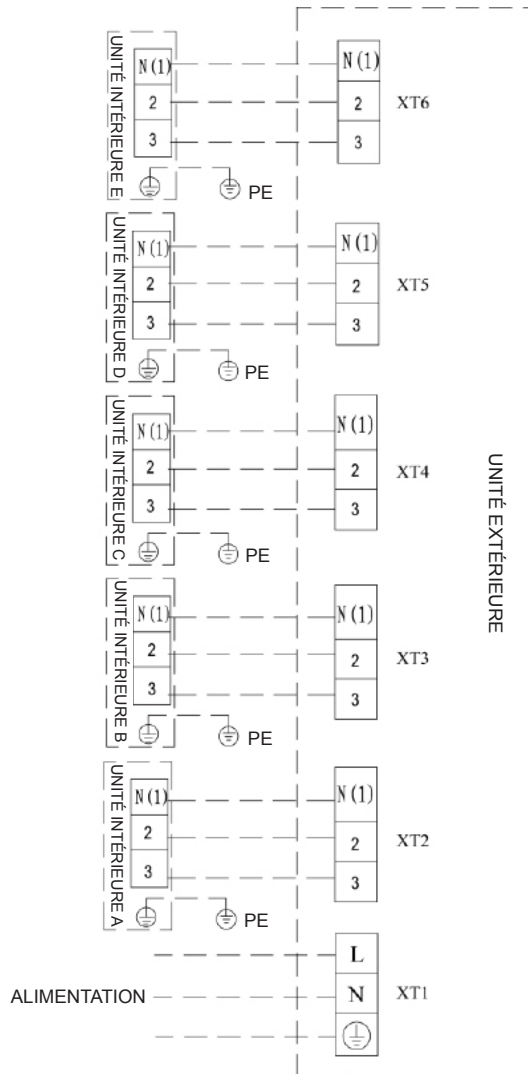 UNITÉ INTÉRIEURE E
N(1)
2
3
PE
N(1)
2
3
XT6
UNITÉ INTÉRIEURE D
N(1)
2
3
PE
N(1)
2
3
XT5
UNITÉ INTÉRIEURE C
N(1)
2
3
PE
N(1)
2
3
XT4
UNITÉ INTÉRIEURE B
N(1)
2
3
PE
N(1)
2
3
XT3
UNITÉ INTÉRIEURE A
N(1)
2
3
PE
N(1)
2
3
XT2
ALIMENTATION
L
N
XT1
UNITÉ EXTÉRIEURE